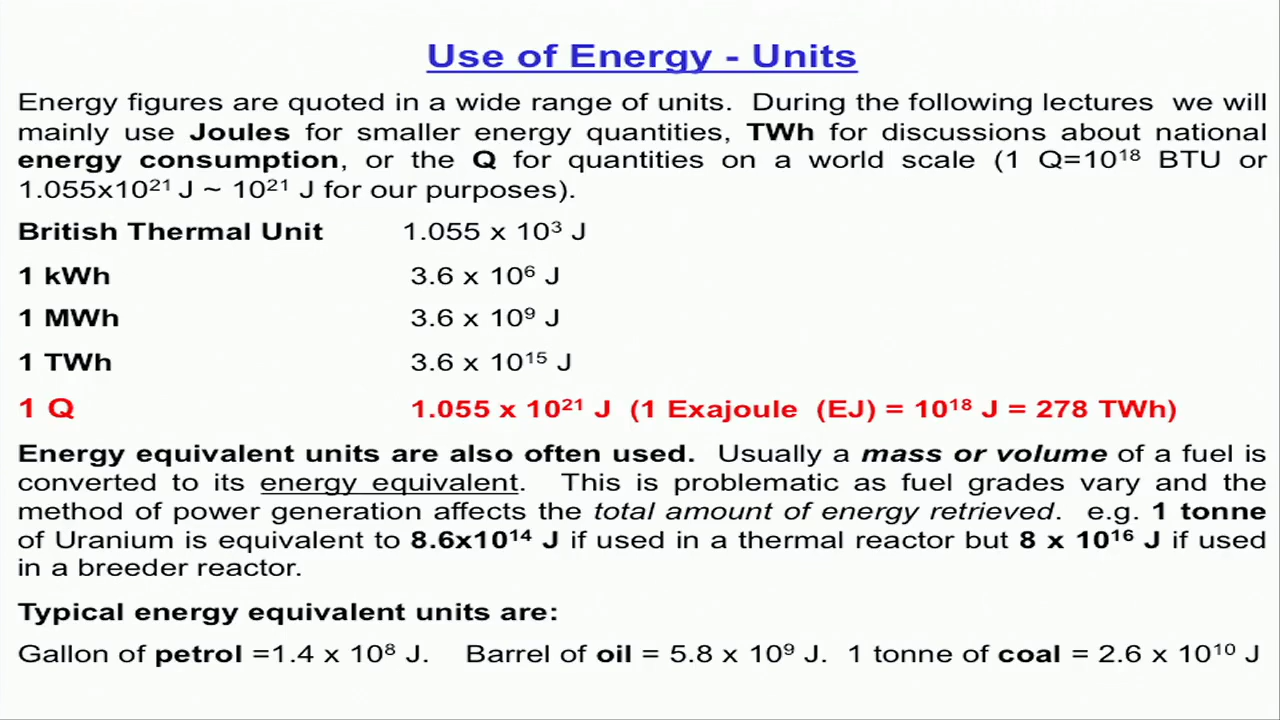 Use of Energy - Units
Energy figures are quoted in a wide range of units. During the following lectures we will
mainly use Joules for smaller energy quantities, TWh for discussions about national
energy consumption, or the Q for quantities on a world scale (1 Q=10¹⁸ BTU or
1.055x10²¹ J ~ 10²¹ J for our purposes).
British Thermal Unit 1.055 x 10³ J
1 kWh 3.6 x 10⁶ J
1 MWh 3.6 x 10⁹ J
1 TWh 3.6 x 10¹⁵ J
1 Q 1.055 x 10²¹ J (1 Exajoule (EJ) = 10¹⁸ J = 278 TWh)
Energy equivalent units are also often used. Usually a mass or volume of a fuel is
converted to its energy equivalent. This is problematic as fuel grades vary and the
method of power generation affects the total amount of energy retrieved. e.g. 1 tonne
of Uranium is equivalent to 8.6x10¹⁴ J if used in a thermal reactor but 8 x 10¹⁶ J if used
in a breeder reactor.
Typical energy equivalent units are:
Gallon of petrol =1.4 x 10⁸ J. Barrel of oil = 5.8 x 10⁹ J. 1 tonne of coal = 2.6 x 10¹⁰ J